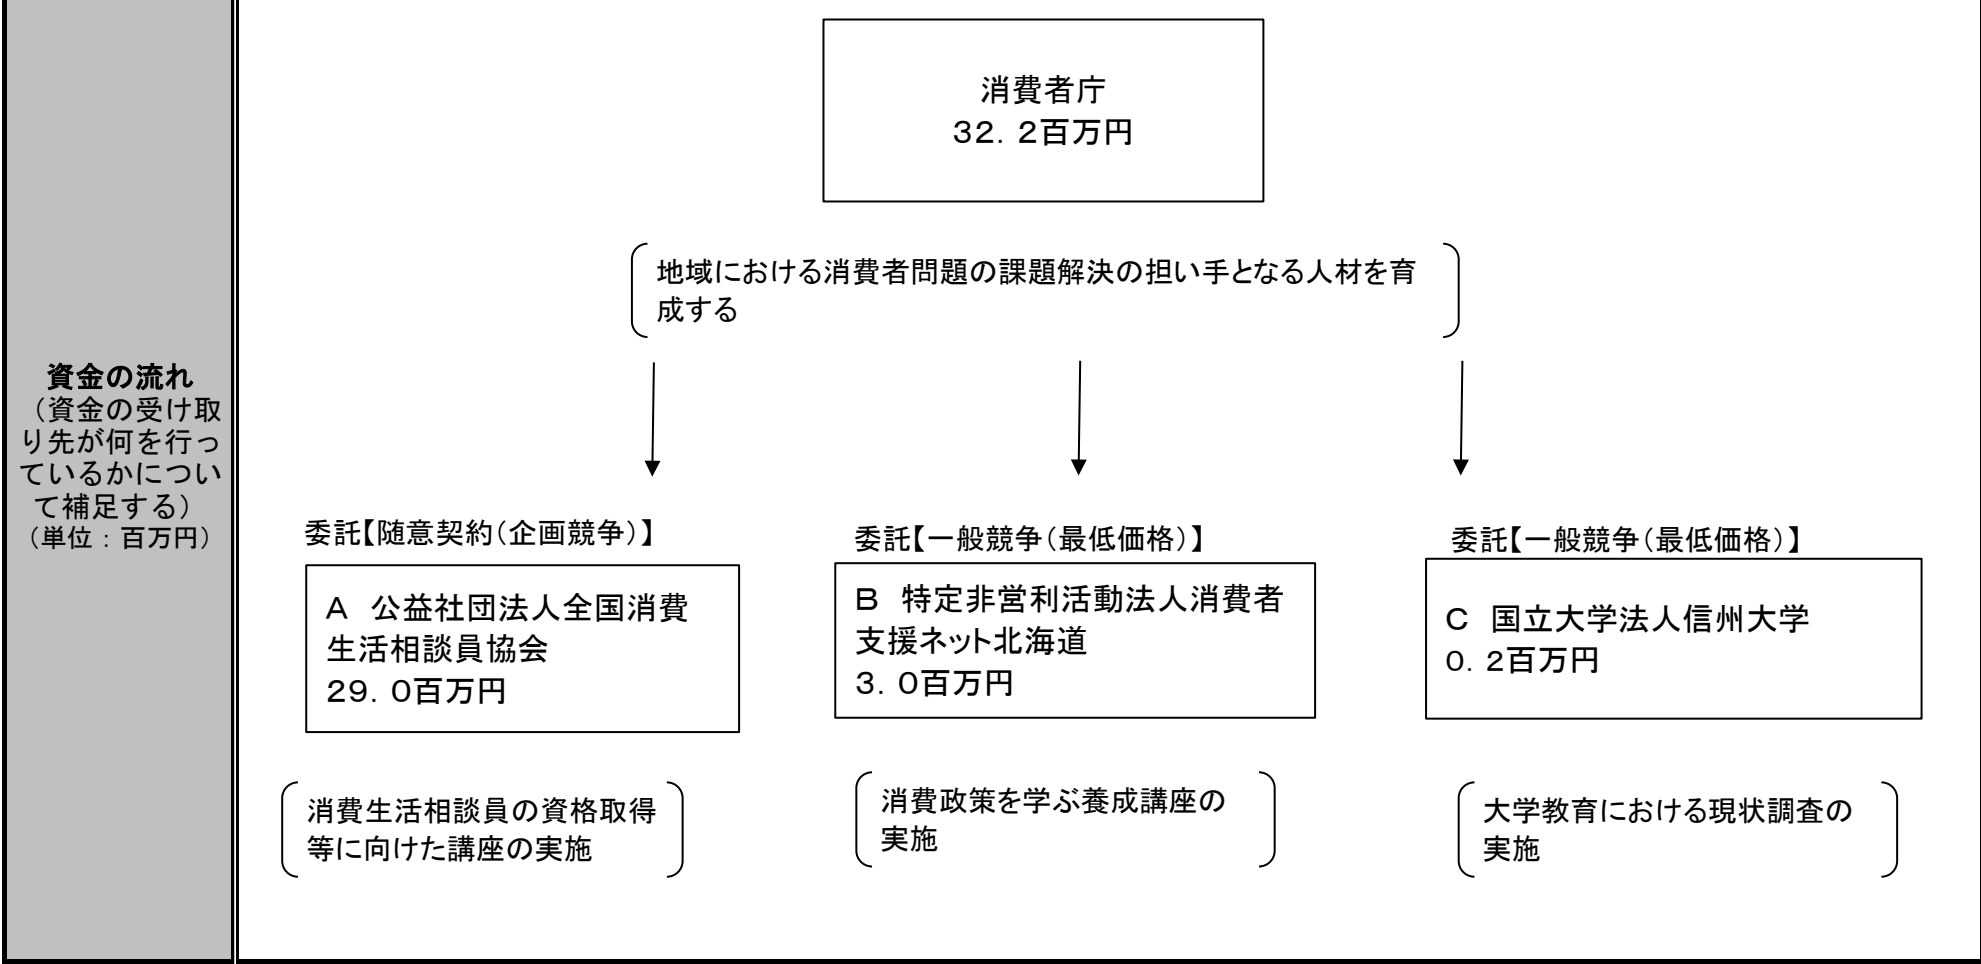 資金の流れ
（資金の受け取
り先が何を行っ
ているかについ
て補足する）
（単位：百万円）
消費者庁
３２．２百万円
地域における消費者問題の課題解決の担い手となる人材を育
成する
委託【随意契約（企画競争）】
委託【一般競争（最低価格）】
委託【一般競争（最低価格）】
Ａ　公益社団法人全国消費
生活相談員協会
２９．０百万円
Ｂ　特定非営利活動法人消費者
支援ネット北海道
３．０百万円
Ｃ　国立大学法人信州大学
０．２百万円
消費生活相談員の資格取得
等に向けた講座の実施
消費政策を学ぶ養成講座の
実施
大学教育における現状調査の
実施